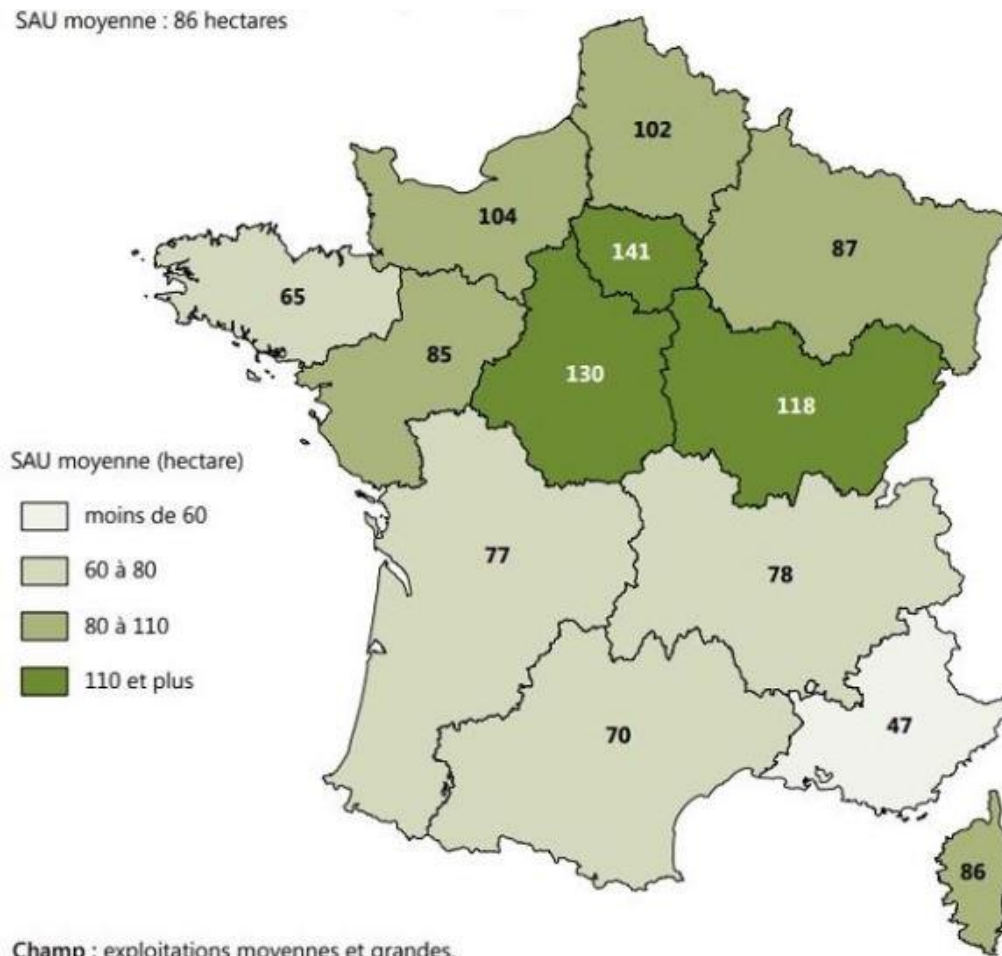 SAU moyenne : 86 hectares
102
104
141
87
65
85
130
118
SAU moyenne (hectare)
moins de 60
60 à 80
80 à 110
110 et plus
77
78
70
47
86
Champ : exploitations moyennes et grandes.